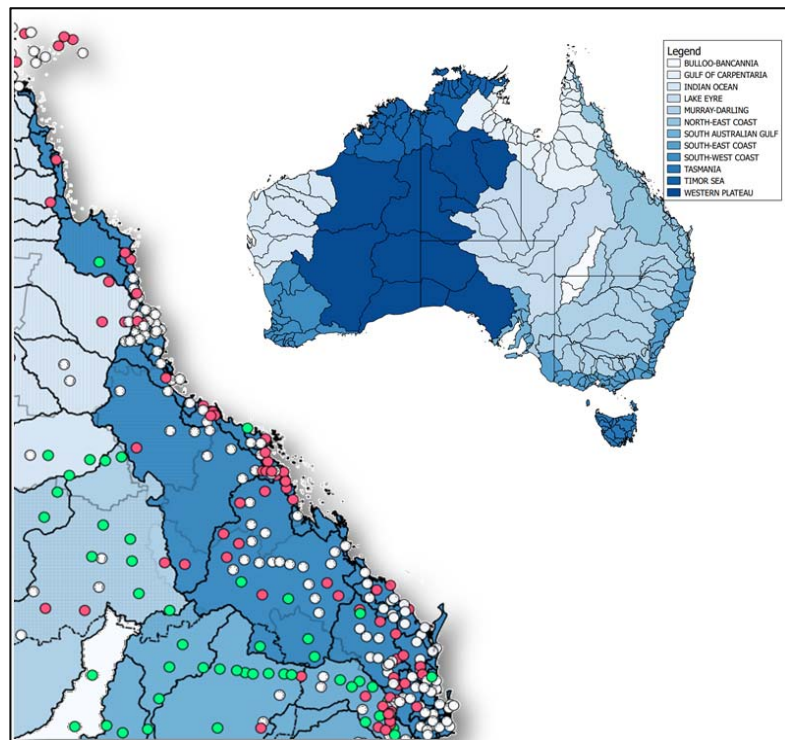 Legend
BULLOO-BANCANNIA
GULF OF CARPENTARIA
INDIAN OCEAN
LAKE EYRE
MURRAY-DARLING
NORTH-EAST COAST
SOUTH AUSTRALIAN GULF
SOUTH-EAST COAST
SOUTH-WEST COAST
TASMANIA
TIMOR SEA
WESTERN PLATEAU